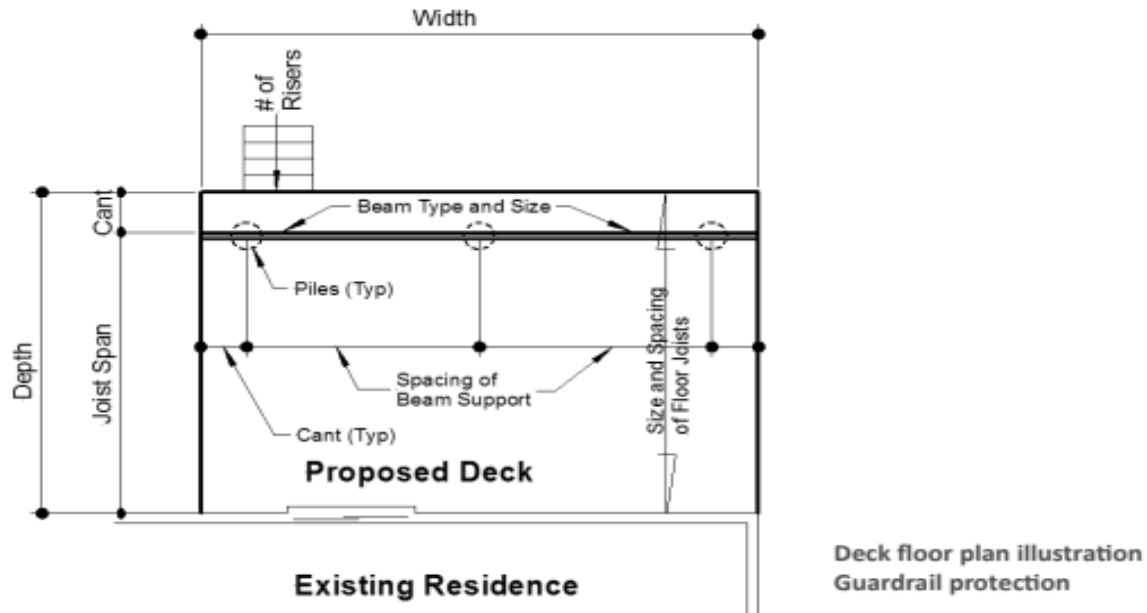 Width
# of
Risers
Cant
Beam Type and Size
Piles (Typ)
Depth
Joist Span
Spacing of
Beam Support
Size and Spacing
of Floor Joists
Cant (Typ)
Proposed Deck
Existing Residence
Deck floor plan illustration
Guardrail protection